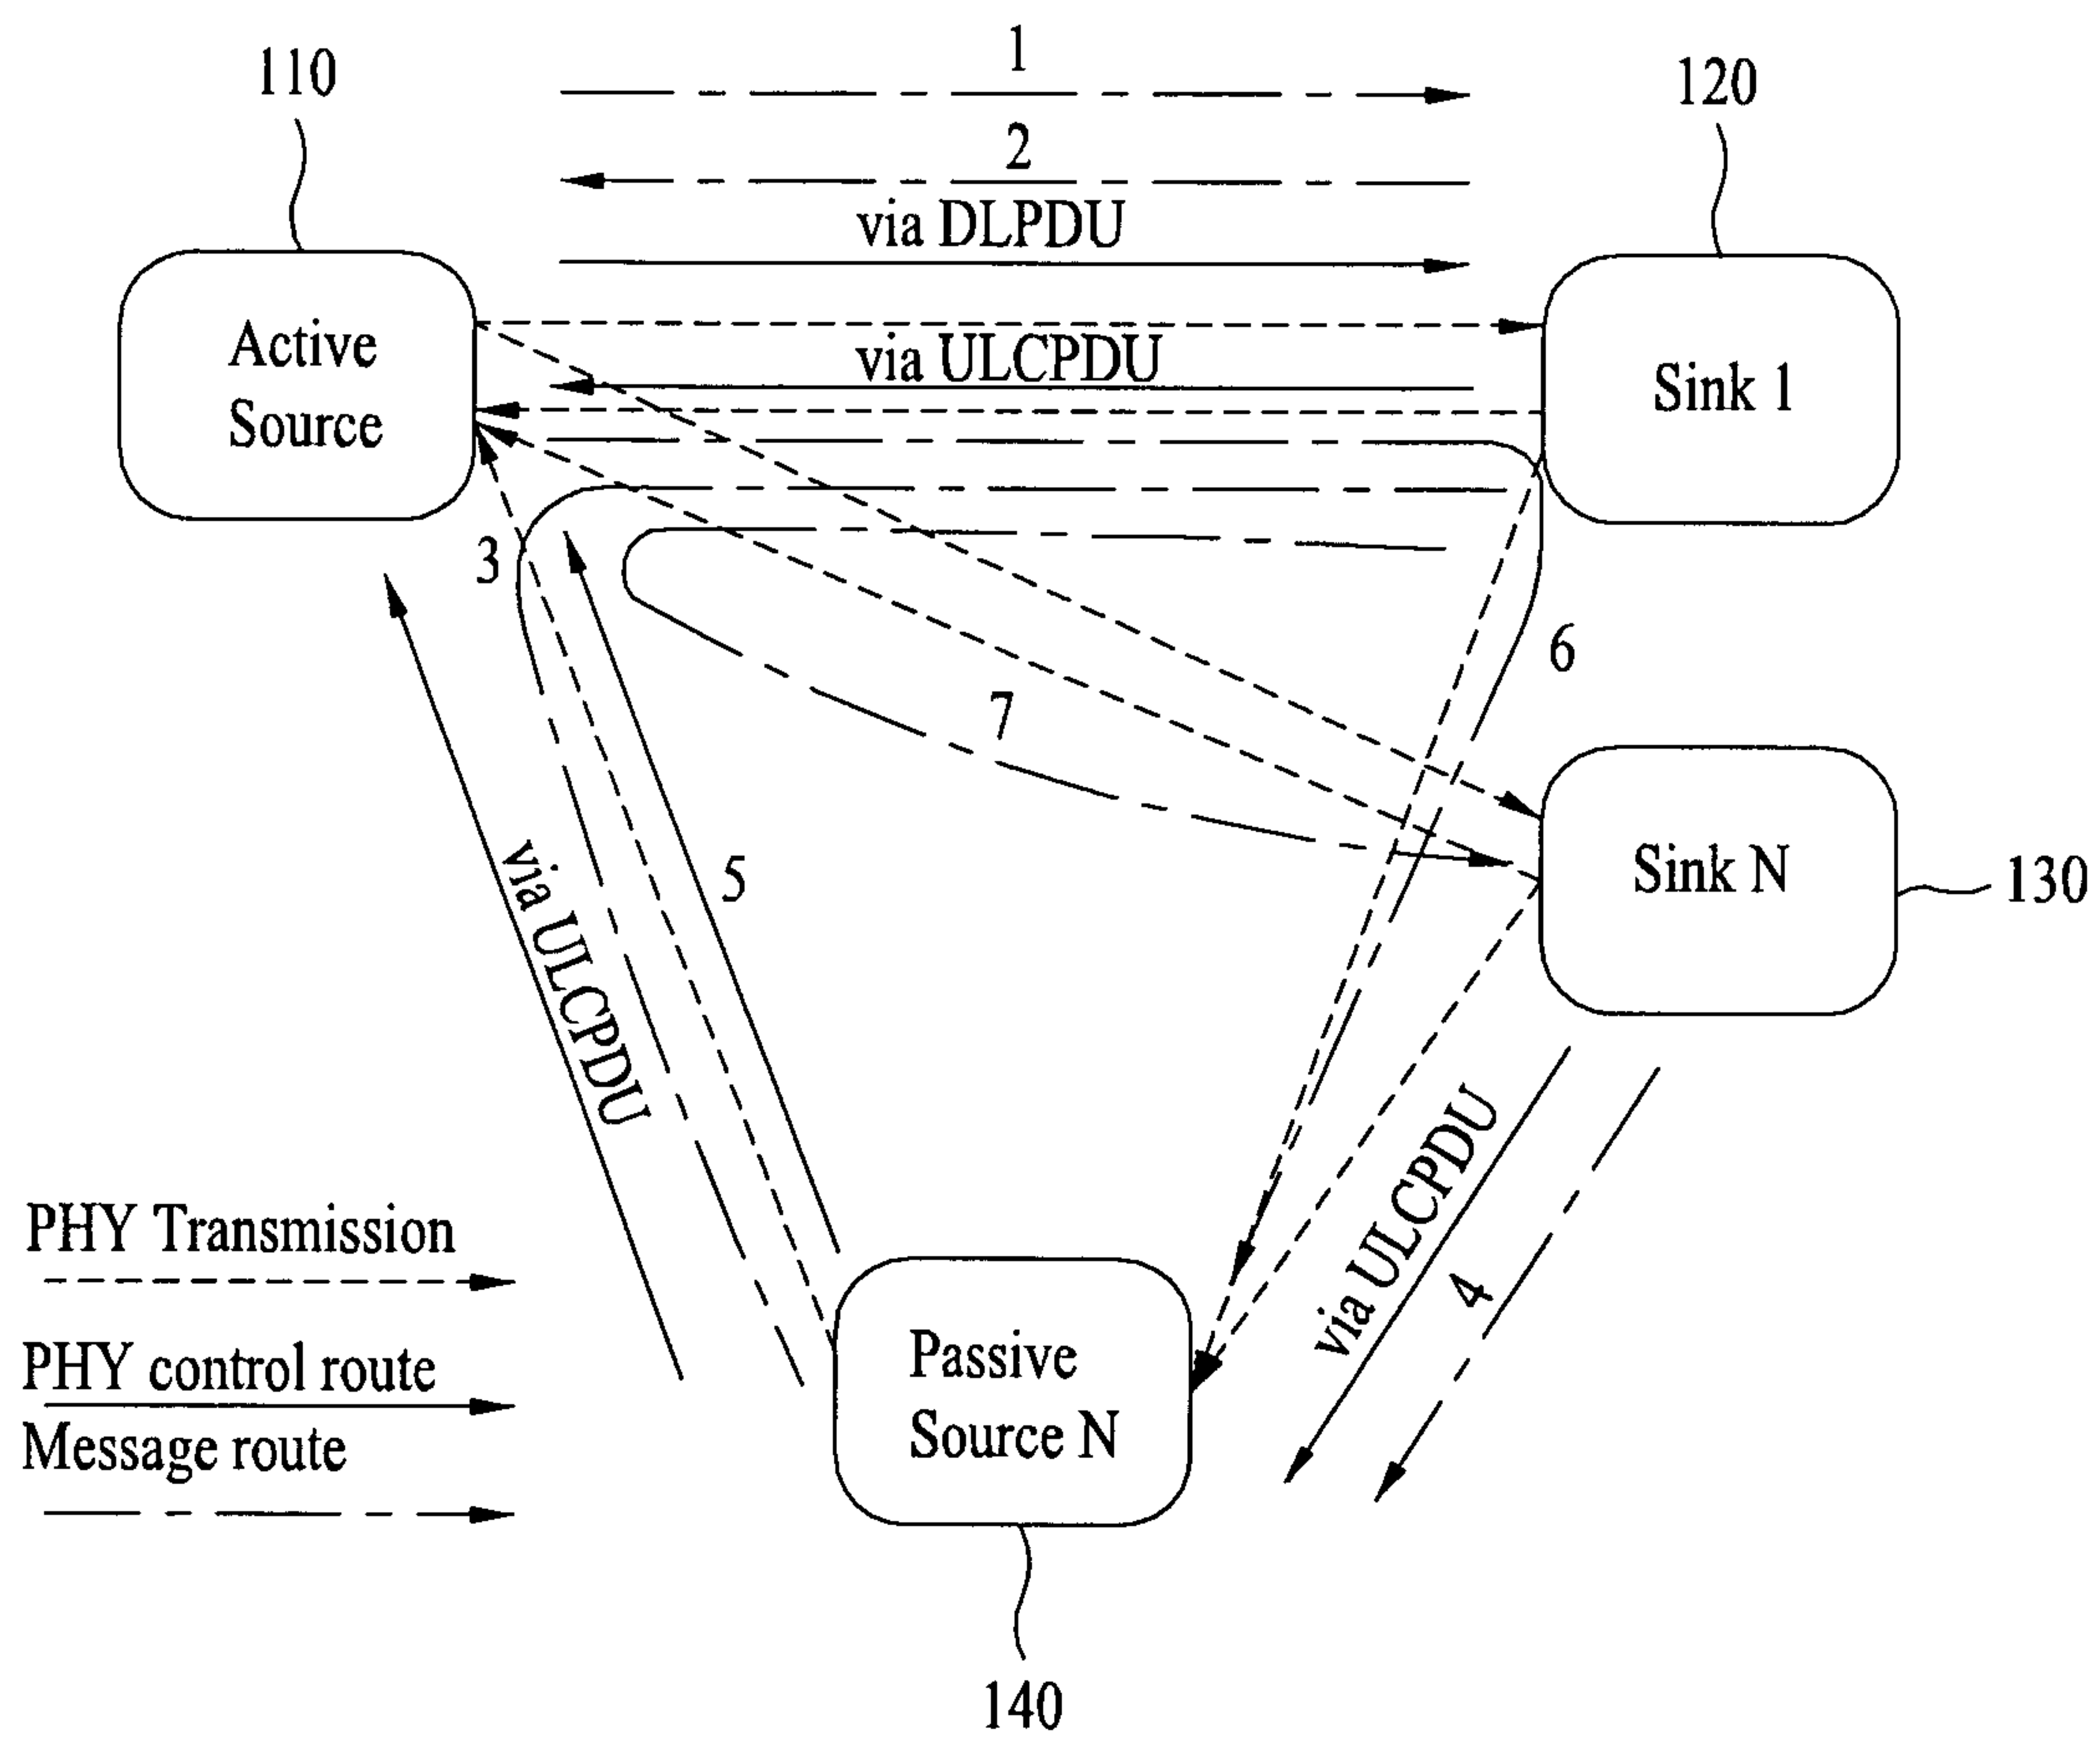 1
110
120
2
via DLPDU
Active
Source
via ULCPDU
Sink 1
3
6
7
5
Sink N
130
via ULCPDU
via ULCPDU
4
PHY Transmission
PHY control route
Message route
Passive
Source N
140